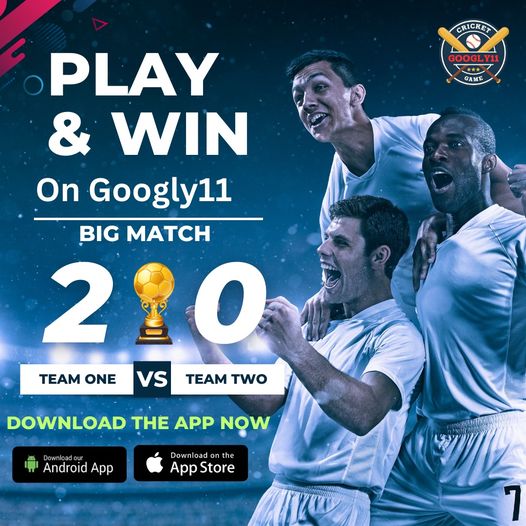 PLAY
& WIN
On Googly11
BIG MATCH
2 0
TEAM ONE VS TEAM TWO
DOWNLOAD THE APP NOW
Download our
Android App
Download on the
App Store
CRICKET
GOOGLY11
GAME
7